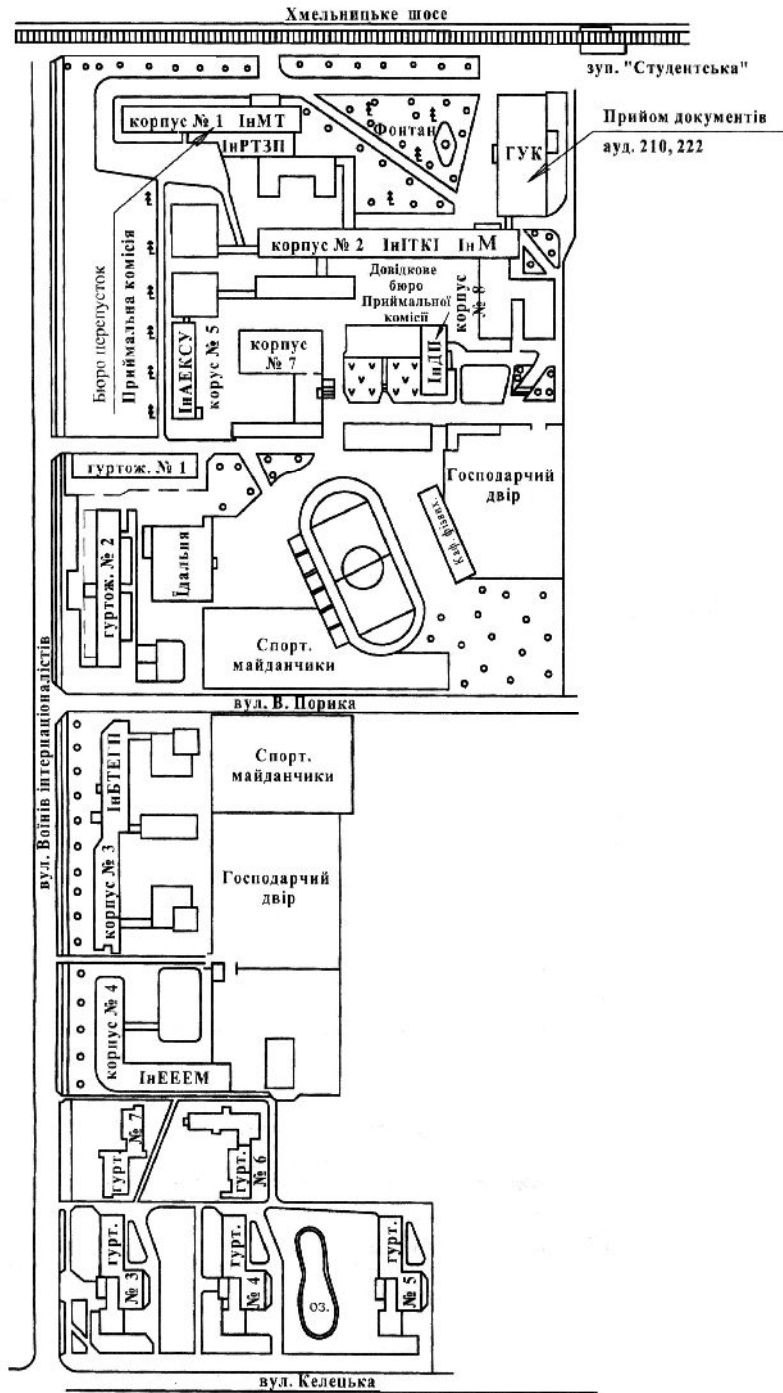 Хмельницьке шосе
зуп. "Студентська"
корпус № 1 ІнМТ
ІнРТЗП
Фонтан
ГУК
Прийом документів
ауд. 210, 222
корпус № 2 ІнІТКІ ІнМ
Довідкове
бюро
Приймальної
комісії
корпус
№ 8
Бюро перепусток
Приймальна комісія
ІнАЕКСУ
корус № 5
корпус
№ 7
ІнДП
гуртож. № 1
Господарчий
двір
гуртож. № 2
Їдальня
Каф. фізвих.
Спорт.
майданчики
вул. Воїнів інтернаціоналістів
вул. В. Порика
ІнБТЕГП
корпус № 3
Спорт.
майданчики
Господарчий
двір
корпус № 4
ІнЕЕЕМ
гурт.
№ 7
гурт.
№ 6
гурт.
№ 3
гурт.
№ 4
оз.
гурт.
№ 5
вул. Келецька